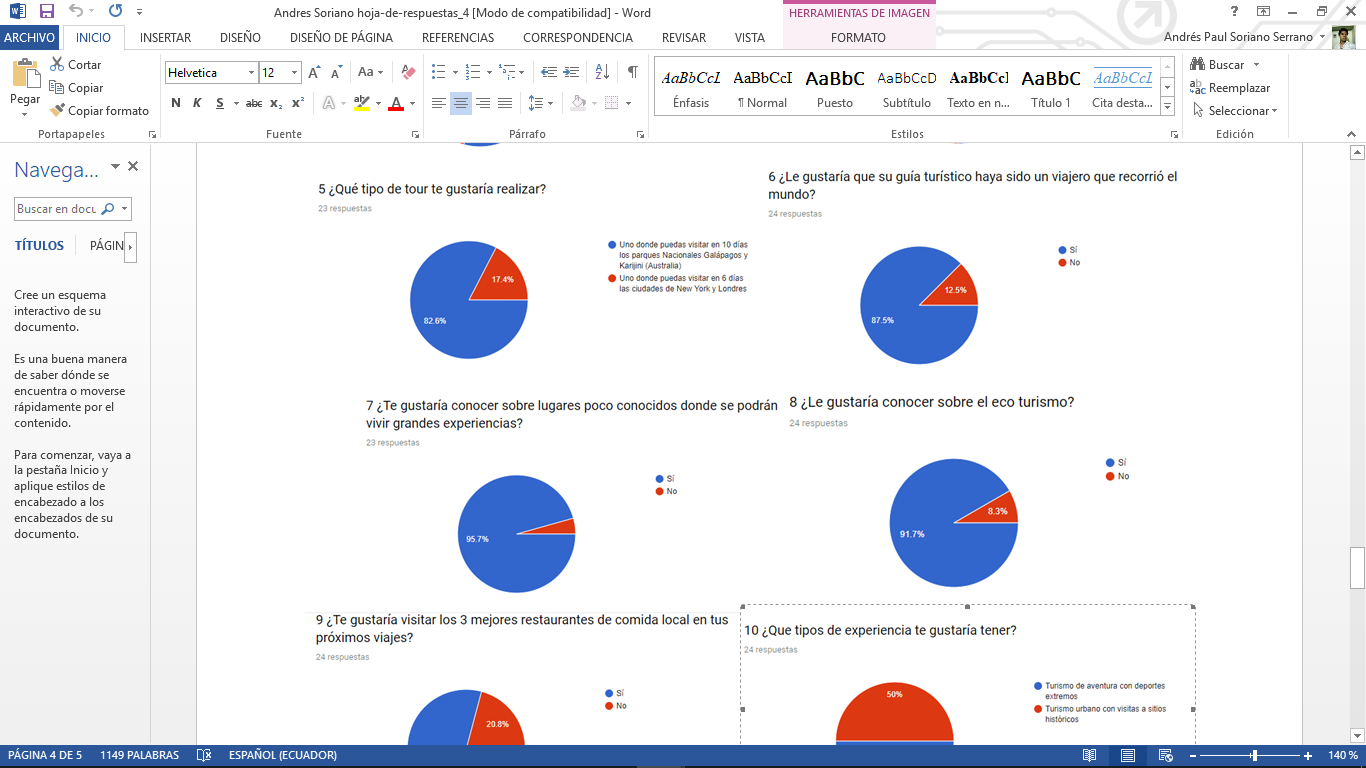 Andres Soriano hoja-de-respuestas_4 [Modo de compatibilidad] - Word
HERRAMIENTAS DE IMAGEN
ARCHIVO INICIO INSERTAR DISEÑO DISEÑO DE PÁGINA REFERENCIAS CORRESPONDENCIA REVISAR VISTA FORMATO
Andrés Paul Soriano Serrano
Pegar
Cortar
Copiar
Copiar formato
Portapapeles
Helvetica 12
Aa
N K S abc x₂ x²
A ab A
Fuente
Párrafo
AaBbCcI AaBbCcI AaBbC AaBbCcD AaBbCcI AaBbC AaBbCcI
Énfasis ¶ Normal Puesto Subtítulo Texto en n... Título 1 Cita desta...
Estilos
Buscar
Reemplazar
Seleccionar
Edición
Navega...
Buscar en docu
TÍTULOS PÁGIN
Cree un esquema
interactivo de su
documento.
Es una buena manera
de saber dónde se
encuentra o moverse
rápidamente por el
contenido.
Para comenzar, vaya a
la pestaña Inicio y
aplique estilos de
encabezado a los
encabezados de su
documento.
5 ¿Qué tipo de tour te gustaría realizar?
23 respuestas
Uno donde puedas visitar en 10 días
los parques Nacionales Galápagos y
Karijini (Australia)
Uno donde puedas visitar en 6 días
las ciudades de New York y Londres
17.4%
82.6%
6 ¿Le gustaría que su guía turístico haya sido un viajero que recorrió el
mundo?
24 respuestas
Sí
No
12.5%
87.5%
7 ¿Te gustaría conocer sobre lugares poco conocidos donde se podrán
vivir grandes experiencias?
23 respuestas
Sí
No
95.7%
8 ¿Le gustaría conocer sobre el eco turismo?
24 respuestas
Sí
No
8.3%
91.7%
9 ¿Te gustaría visitar los 3 mejores restaurantes de comida local en tus
próximos viajes?
24 respuestas
Sí
No
20.8%
10 ¿Que tipos de experiencia te gustaría tener?
24 respuestas
50%
Turismo de aventura con deportes
extremos
Turismo urbano con visitas a sitios
históricos
PÁGINA 4 DE 5 1149 PALABRAS ESPAÑOL (ECUADOR) 140 %